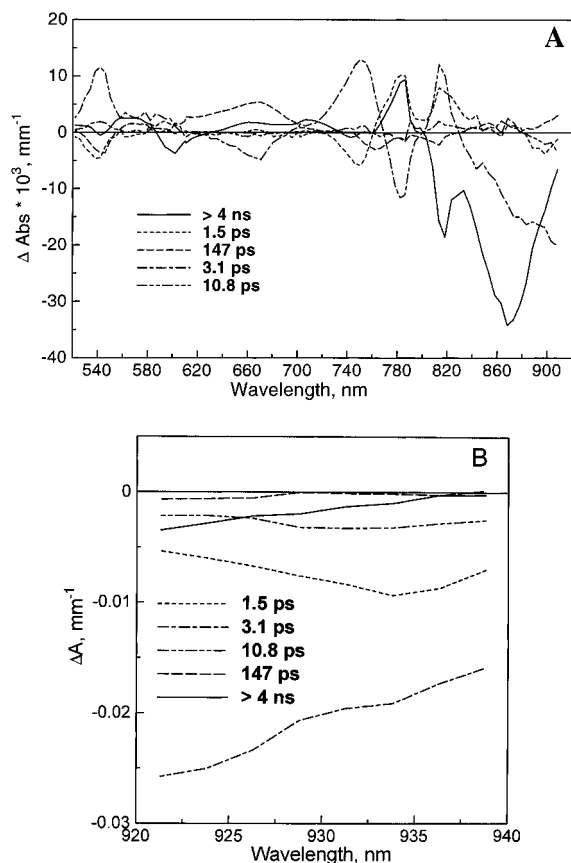 A
20
10
0
-10
-20
-30
-40
Δ Abs * 10³, mm⁻¹
> 4 ns
1.5 ps
147 ps
3.1 ps
10.8 ps
540 580 620 660 700 740 780 820 860 900
Wavelength, nm
B
0
-0.01
-0.02
-0.03
ΔA, mm⁻¹
1.5 ps
3.1 ps
10.8 ps
147 ps
> 4 ns
920 925 930 935 940
Wavelength, nm